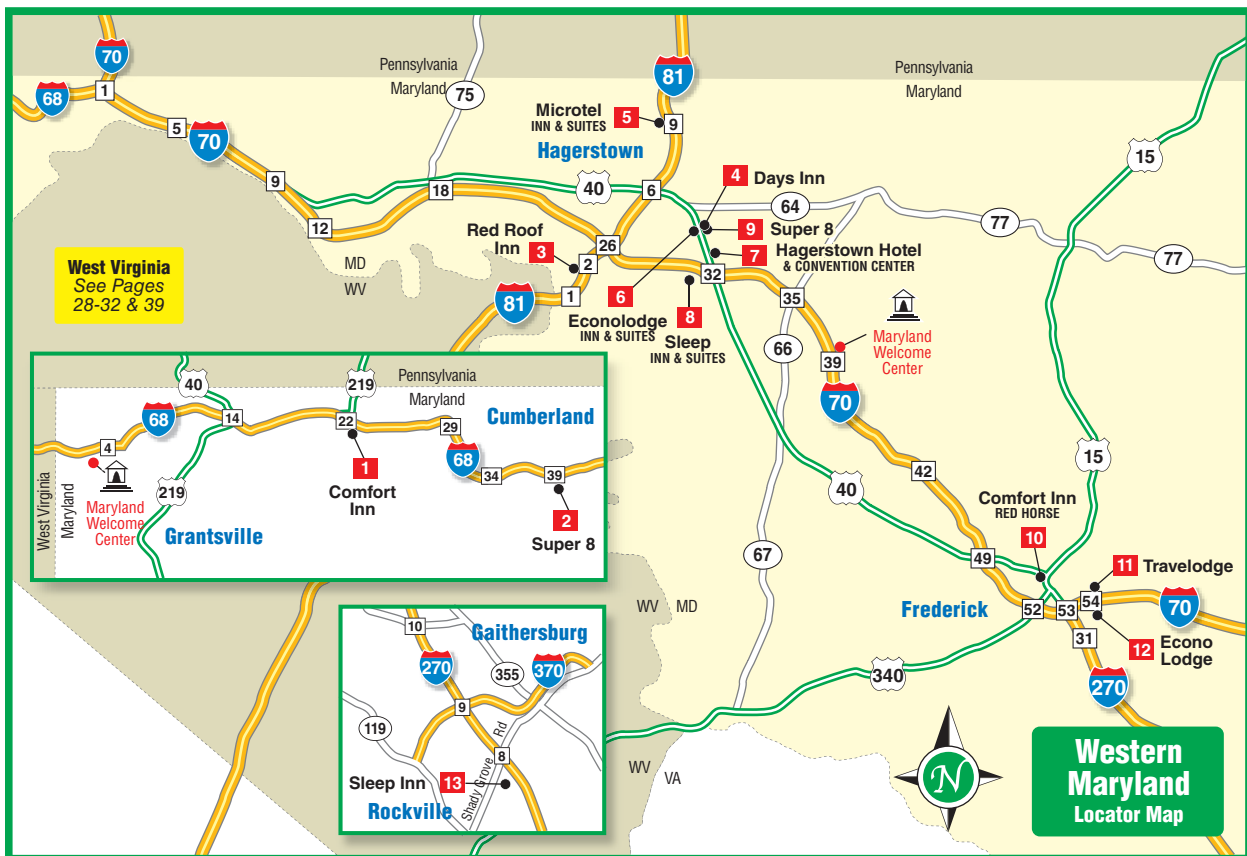 70
68
1
5
70
9
12
18
75
Pennsylvania
Maryland
81
Pennsylvania
Maryland
Microtel
INN & SUITES
5
9
Hagerstown
40
6
4
Days Inn
64
15
77
77
9
Super 8
7
Hagerstown Hotel
& CONVENTION CENTER
Red Roof
Inn
3
2
26
1
81
32
35
6
Econolodge
INN & SUITES
8
Sleep
INN & SUITES
66
39
Maryland
Welcome
Center
70
MD
WV
West Virginia
See Pages
28-32 & 39
40
219
Pennsylvania
Maryland
Cumberland
68
4
14
22
29
68
34
39
West Virginia
Maryland
Maryland
Welcome
Center
219
Grantsville
1
Comfort
Inn
2
Super 8
42
40
15
Comfort Inn
RED HORSE
10
49
67
11
Travelodge
Frederick
52
53
54
70
31
12
Econo
Lodge
270
340
WV
MD
WV
VA
10
Gaithersburg
270
355
370
9
119
8
Shady Grove Rd
Sleep Inn
13
Rockville
N
Western
Maryland
Locator Map